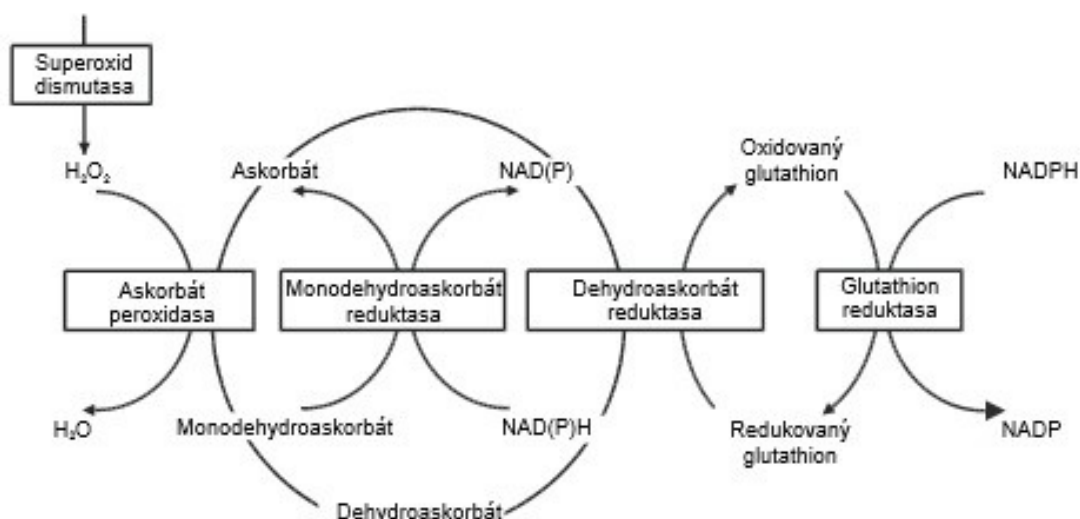 Superoxid
dismutasa
H₂O₂
Askorbát
NAD(P)
Oxidovaný
glutathion
NADPH
Askorbát
peroxidasa
Monodehydroaskorbát
reduktasa
Dehydroaskorbát
reduktasa
Glutathion
reduktasa
H₂O
Monodehydroaskorbát
NAD(P)H
Redukovaný
glutathion
NADP
Dehydroaskorbát